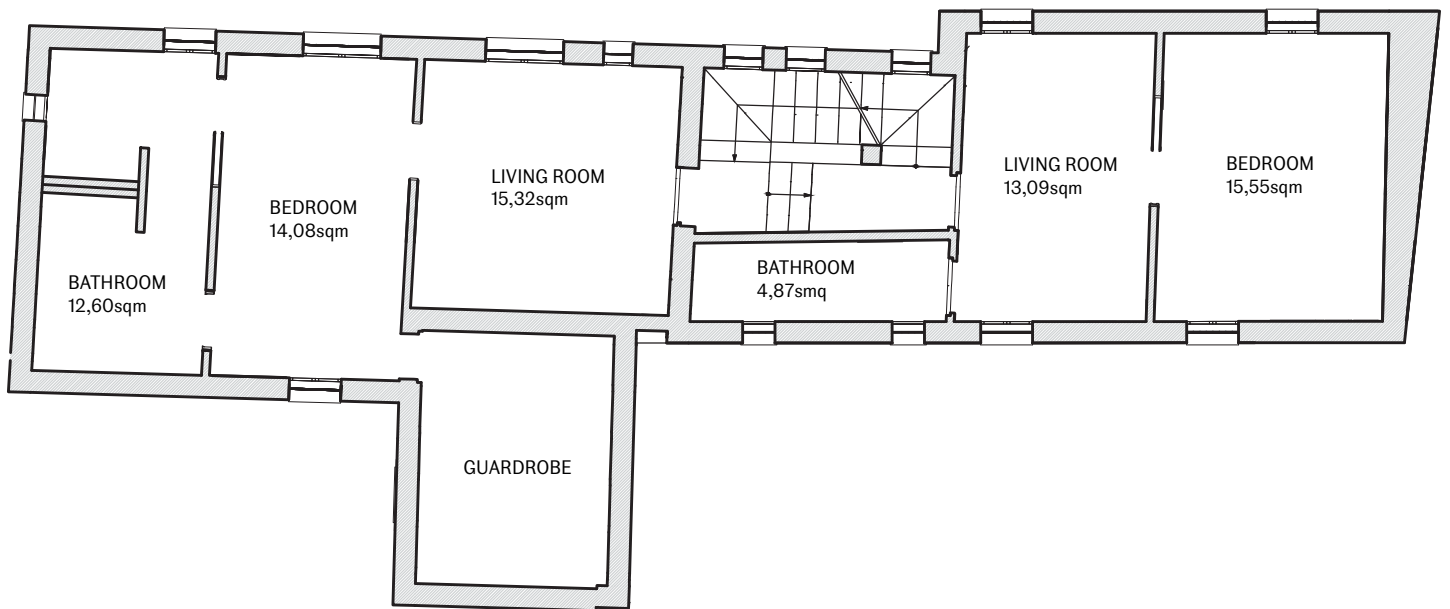 LIVING ROOM
15,32sqm
LIVING ROOM
13,09sqm
BEDROOM
15,55sqm
BEDROOM
14,08sqm
BATHROOM
4,87smq
BATHROOM
12,60sqm
GUARDROBE